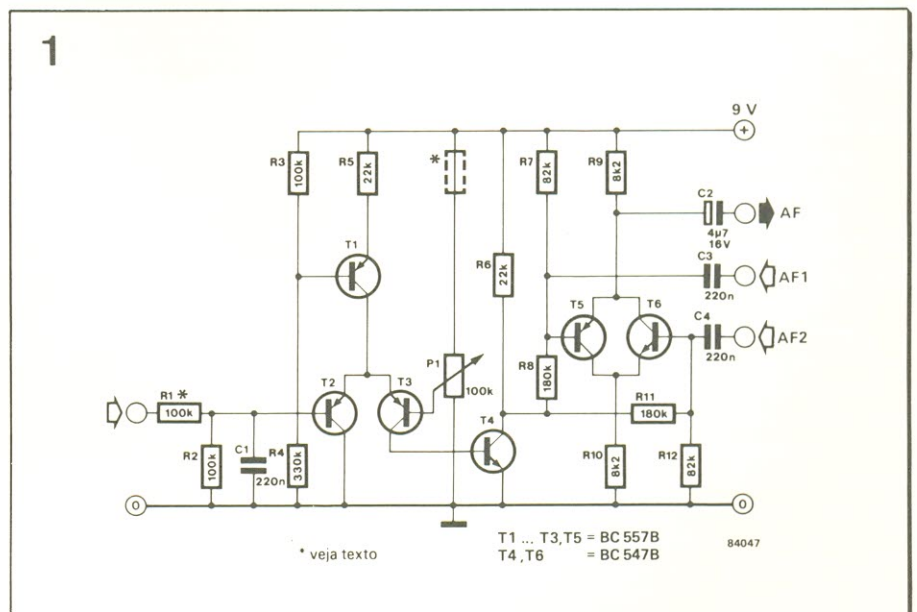 1
9 V
+
R3
100k
R5
22k
*
R7
82k
R9
8k2
C2
4µ7
16V
AF
T1
R6
22k
C3
220n
AF1
T5
T6
C4
220n
AF2
P1
100k
R8
180k
R1 *
100k
T2
T3
T4
R11
180k
R2
100k
C1
220n
R4
330k
R10
8k2
R12
82k
0
0
* veja texto
T1 ... T3,T5 = BC 557B
T4,T6 = BC 547B
84047